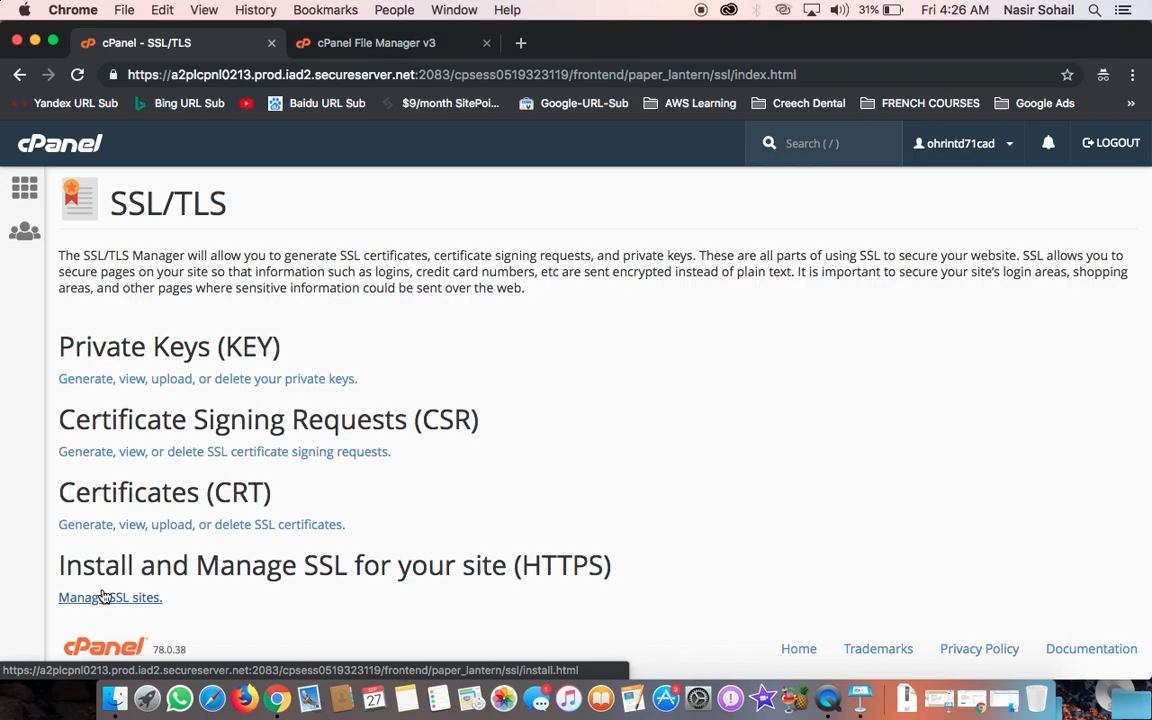 Chrome File Edit View History Bookmarks People Window Help 31% Fri 4:26 AM Nasir Sohail
cPanel - SSL/TLS cPanel File Manager v3
https://a2plcpnl0213.prod.iad2.secureserver.net:2083/cpsess0519323119/frontend/paper_lantern/ssl/index.html
Yandex URL Sub Bing URL Sub Baidu URL Sub $9/month SitePoi... Google-URL-Sub AWS Learning Creech Dental FRENCH COURSES Google Ads »
cPanel Search ( / ) ohrintd71cad LOGOUT
SSL/TLS
The SSL/TLS Manager will allow you to generate SSL certificates, certificate signing requests, and private keys. These are all parts of using SSL to secure your website. SSL allows you to
secure pages on your site so that information such as logins, credit card numbers, etc are sent encrypted instead of plain text. It is important to secure your site's login areas, shopping
areas, and other pages where sensitive information could be sent over the web.
Private Keys (KEY)
Generate, view, upload, or delete your private keys.
Certificate Signing Requests (CSR)
Generate, view, or delete SSL certificate signing requests.
Certificates (CRT)
Generate, view, upload, or delete SSL certificates.
Install and Manage SSL for your site (HTTPS)
Manage SSL sites.
cPanel 78.0.38 Home Trademarks Privacy Policy Documentation
https://a2plcpnl0213.prod.iad2.secureserver.net:2083/cpsess0519323119/frontend/paper_lantern/ssl/install.html
27